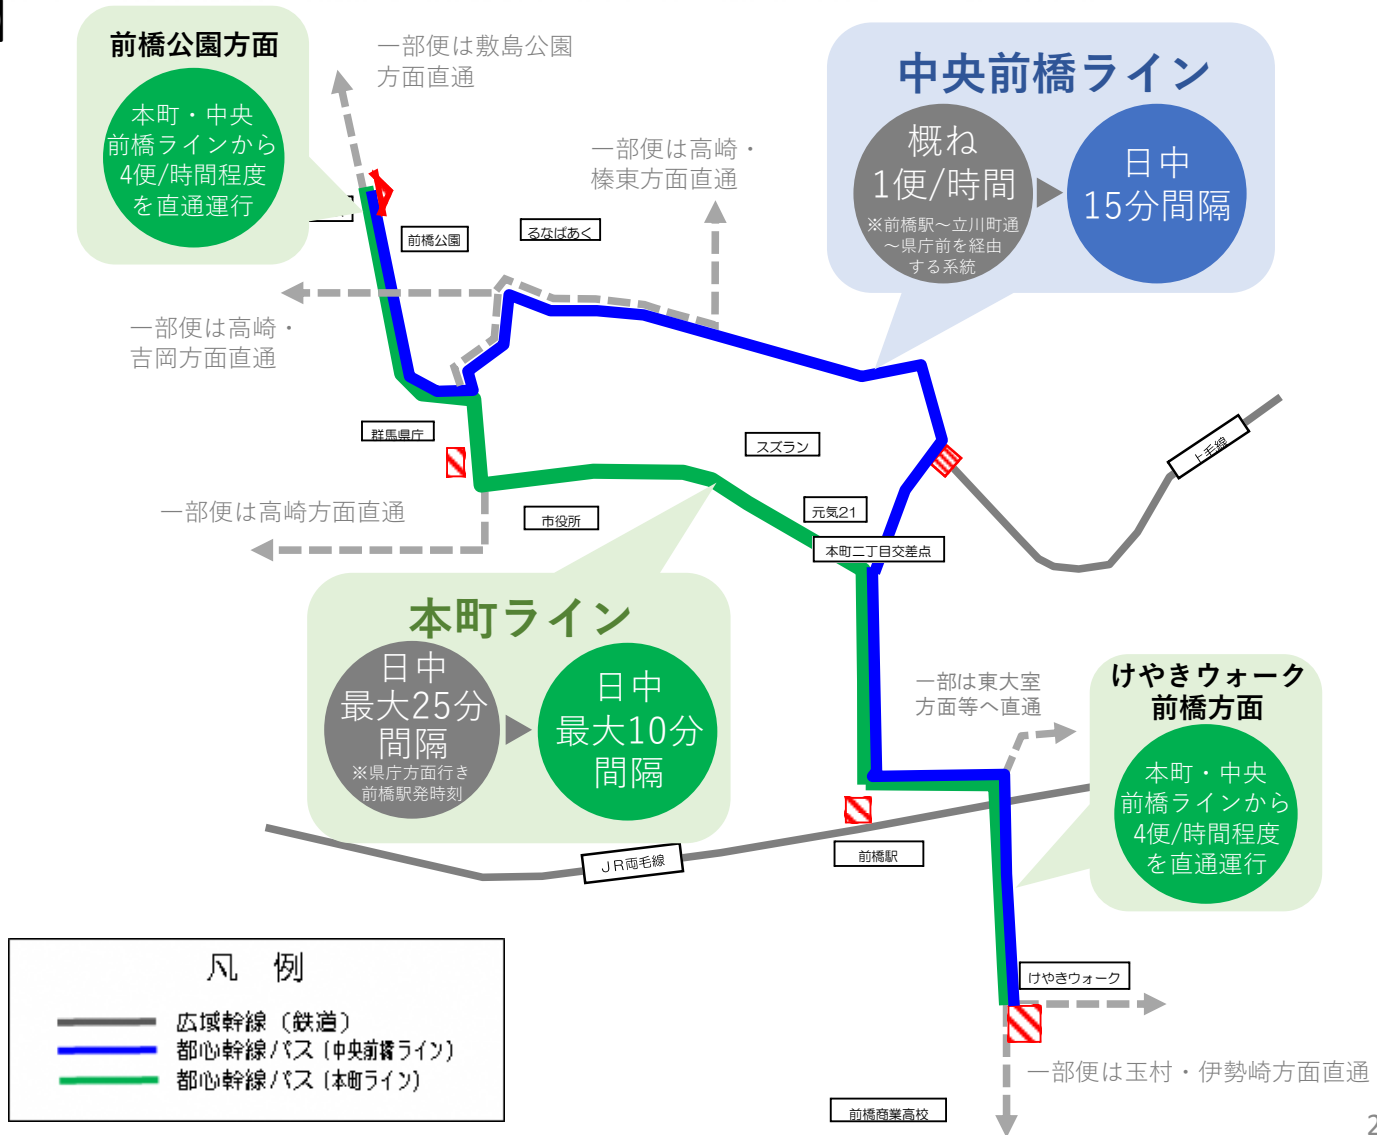 前橋公園方面
本町・中央
前橋ラインから
4便/時間程度
を直通運行
一部便は敷島公園
方面直通
一部便は高崎・
榛東方面直通
中央前橋ライン
概ね
1便/時間
※前橋駅～立川町通
～県庁前を経由
する系統
日中
15分間隔
前橋公園
るなぱあく
一部便は高崎・
吉岡方面直通
群馬県庁
スズラン
上毛線
一部便は高崎方面直通
市役所
元気21
本町二丁目交差点
本町ライン
日中
最大25分
間隔
※県庁方面行き
前橋駅発時刻
日中
最大10分
間隔
一部は東大室
方面等へ直通
けやきウォーク
前橋方面
本町・中央
前橋ラインから
4便/時間程度
を直通運行
前橋駅
JR両毛線
けやきウォーク
一部便は玉村・伊勢崎方面直通
前橋商業高校
凡 例
広域幹線（鉄道）
都心幹線バス（中央前橋ライン）
都心幹線バス（本町ライン）
2